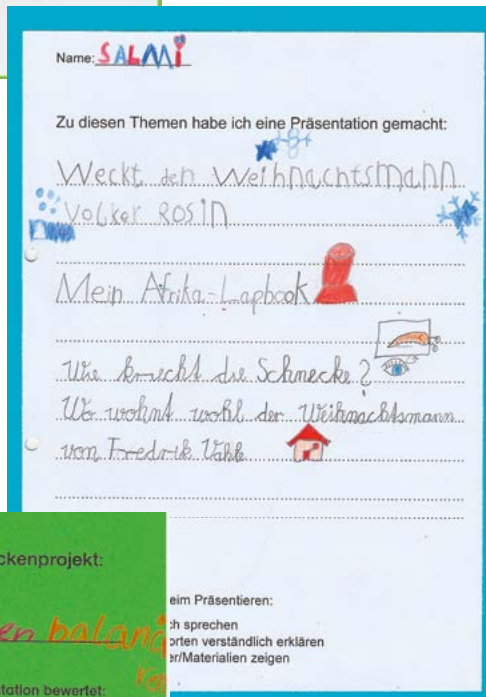 Name: SALMI
Zu diesen Themen habe ich eine Präsentation gemacht:
Weckt den Weihnachtsmann
Volker ROSIN
Mein Afrika-Lapbook
Wie kriecht die Schnecke?
Wo wohnt wohl der Weihnachtsmann
von Fredrik Vahle
ckenprojekt:
en balanc
tation bewertet:
eim Präsentieren:
ch sprechen
orten verständlich erklären
er/Materialien zeigen